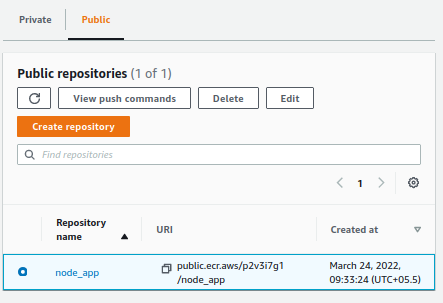 Private
Public
Public repositories (1 of 1)
View push commands
Delete
Edit
Create repository
Find repositories
1
Repository
name
URI
Created at
node_app
public.ecr.aws/p2v3i7g1
/node_app
March 24, 2022,
09:33:24 (UTC+05.5)